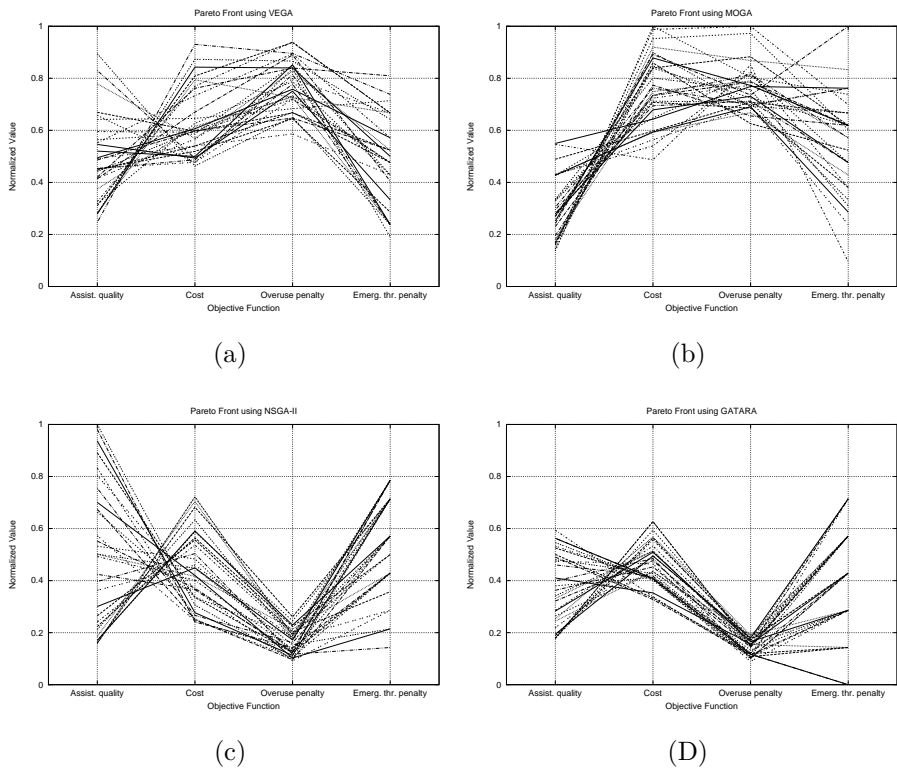 Pareto Front using VEGA
1
0.8
0.6
0.4
0.2
0
Normalized Value
Assist. quality Cost Overuse penalty Emerg. thr. penalty
Objective Function
(a)
Pareto Front using MOGA
1
0.8
0.6
0.4
0.2
0
Normalized Value
Assist. quality Cost Overuse penalty Emerg. thr. penalty
Objective Function
(b)
Pareto Front using NSGA-II
1
0.8
0.6
0.4
0.2
0
Normalized Value
Assist. quality Cost Overuse penalty Emerg. thr. penalty
Objective Function
(c)
Pareto Front using GATARA
1
0.8
0.6
0.4
0.2
0
Normalized Value
Assist. quality Cost Overuse penalty Emerg. thr. penalty
Objective Function
(D)